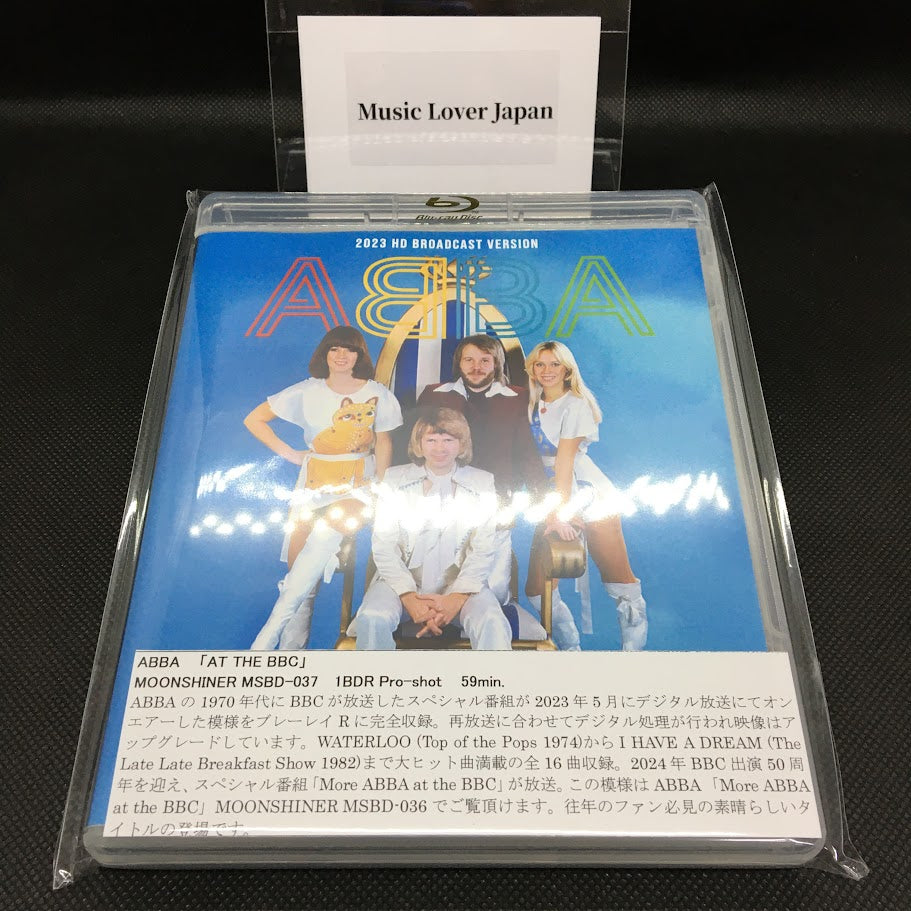 Music Lover Japan
Blu-ray Disc
2023 HD BROADCAST VERSION
ABBA
ABBA 「AT THE BBC」
MOONSHINER MSBD-037 1BDR Pro-shot 59min.
ABBA の 1970 年代に BBC が放送したスペシャル番組が 2023 年 5 月にデジタル放送にてオン
エアーした模様をブルーレイ R に完全収録。再放送に合わせてデジタル処理が行われ映像はア
ップグレードしています。WATERLOO (Top of the Pops 1974)から I HAVE A DREAM (The
Late Late Breakfast Show 1982)まで大ヒット曲満載の全 16 曲収録。2024 年 BBC 出演 50 周
年を迎え、スペシャル番組「More ABBA at the BBC」が放送。この模様は ABBA 「More ABBA
at the BBC」 MOONSHINER MSBD-036 でご覧頂けます。往年のファン必見の素晴らしいタ
イトルの登場です。